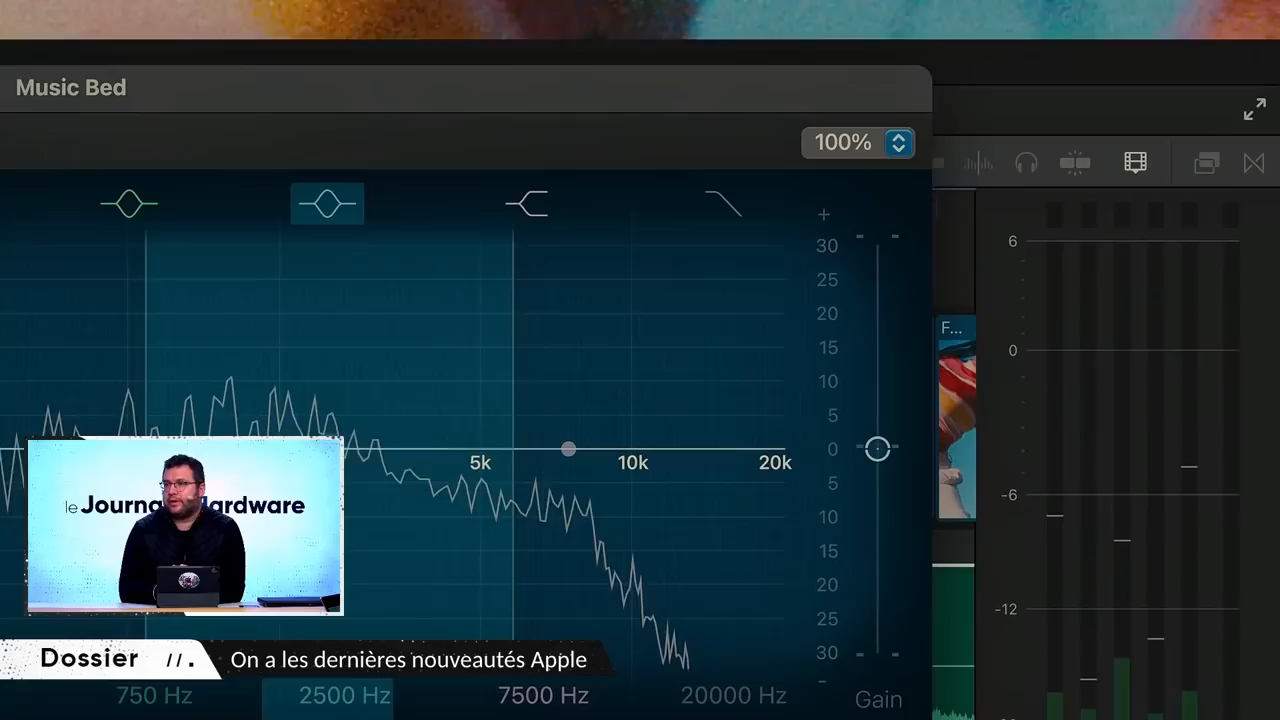 Music Bed
100%
+
30
25
20
15
10
5
0
5
10
15
20
25
30
-
5k
10k
20k
6
0
-6
-12
F...
le Journa ardware
Dossier //.
On a les dernières nouveautés Apple
750 Hz
2500 Hz
7500 Hz
20000 Hz
Gain